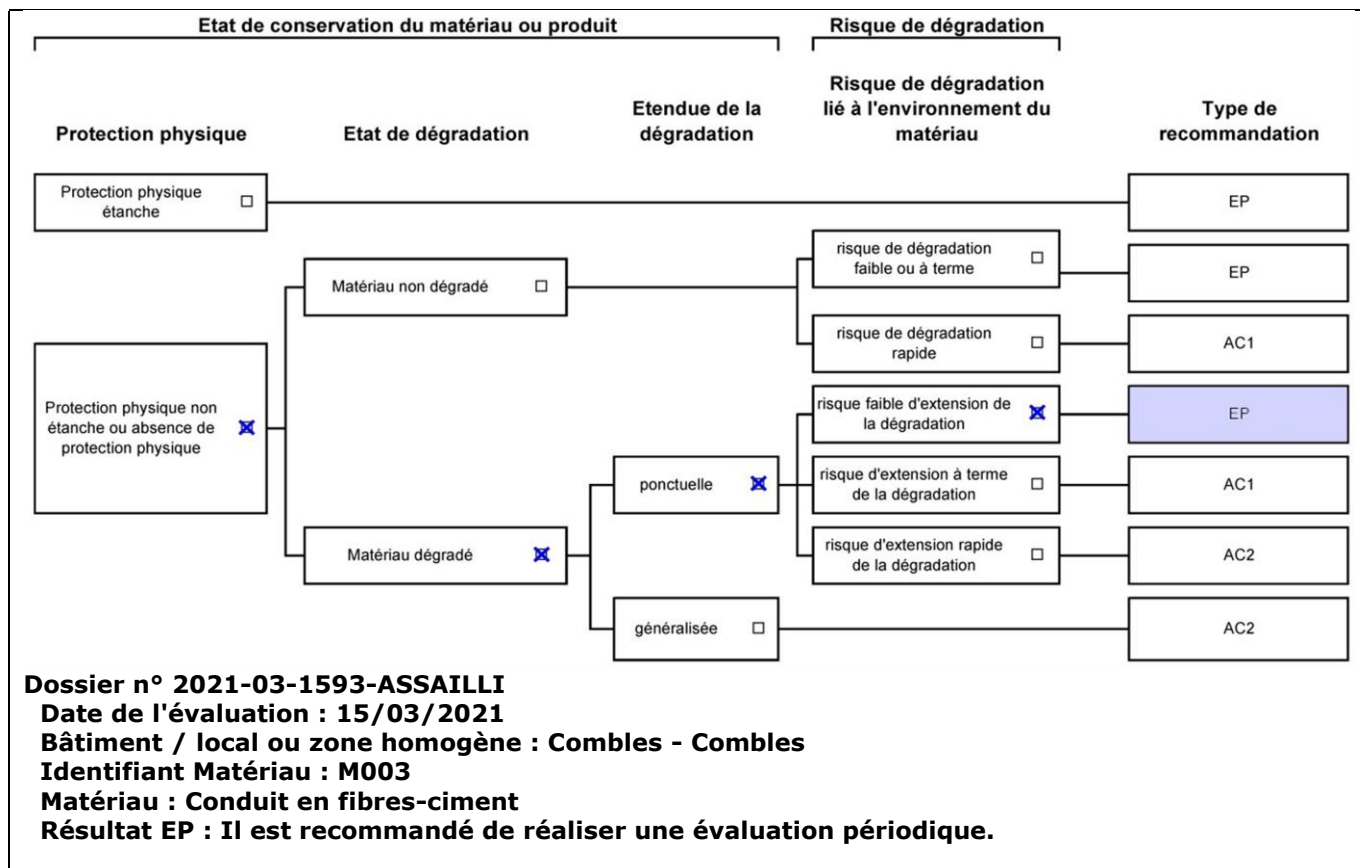 Etat de conservation du matériau ou produit
Risque de dégradation
Protection physique
Etat de dégradation
Etendue de la
dégradation
Risque de dégradation
lié à l'environnement du
matériau
Type de
recommandation
Protection physique
étanche
EP
Matériau non dégradé
risque de dégradation
faible ou à terme
EP
risque de dégradation
rapide
AC1
Protection physique non
étanche ou absence de
protection physique
risque faible d'extension de
la dégradation
EP
ponctuelle
risque d'extension à terme
de la dégradation
AC1
Matériau dégradé
risque d'extension rapide
de la dégradation
AC2
généralisée
AC2
Dossier n° 2021-03-1593-ASSAILLI
Date de l'évaluation : 15/03/2021
Bâtiment / local ou zone homogène : Combles - Combles
Identifiant Matériau : M003
Matériau : Conduit en fibres-ciment
Résultat EP : Il est recommandé de réaliser une évaluation périodique.